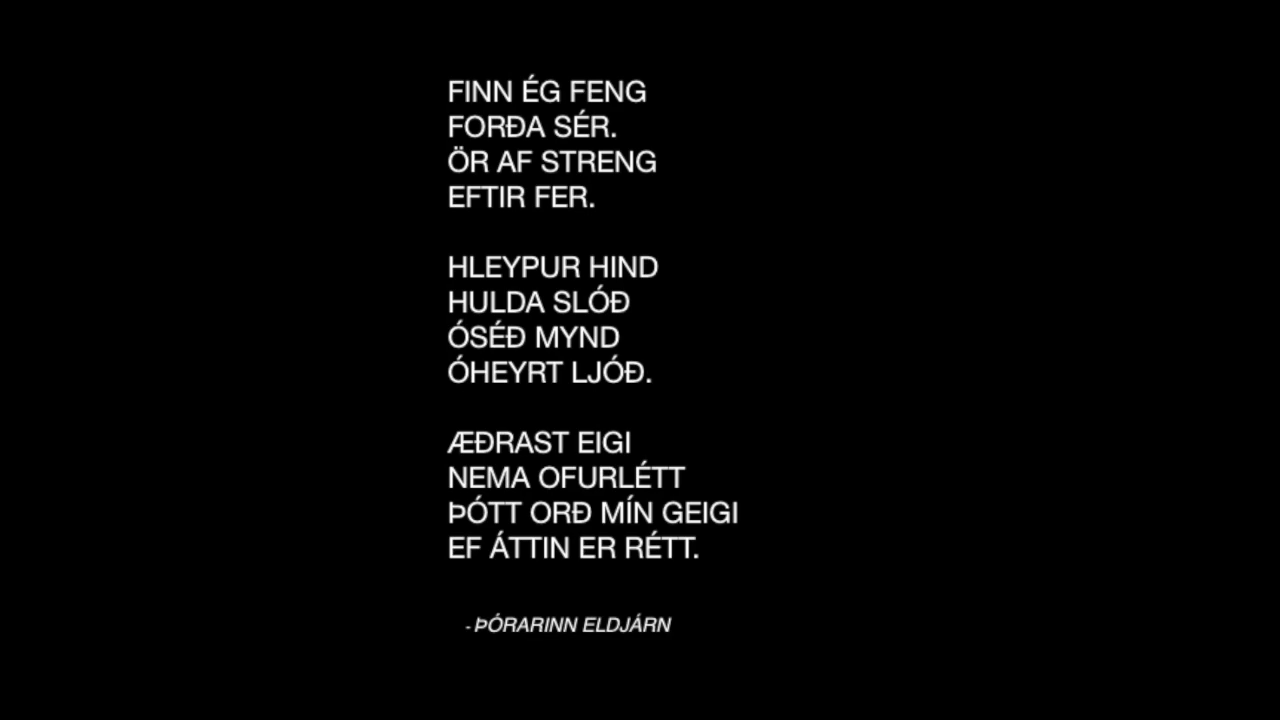 FINN ÉG FENG
FORÐA SÉR.
ÖR AF STRENG
EFTIR FER.
HLEYPUR HIND
HULDA SLÓÐ
ÓSÉÐ MYND
ÓHEYRT LJÓÐ.
ÆÐRAST EIGI
NEMA OFURLÉTT
ÞÓTT ORÐ MÍN GEIGI
EF ÁTTIN ER RÉTT.
- ÞÓRARINN ELDJÁRN